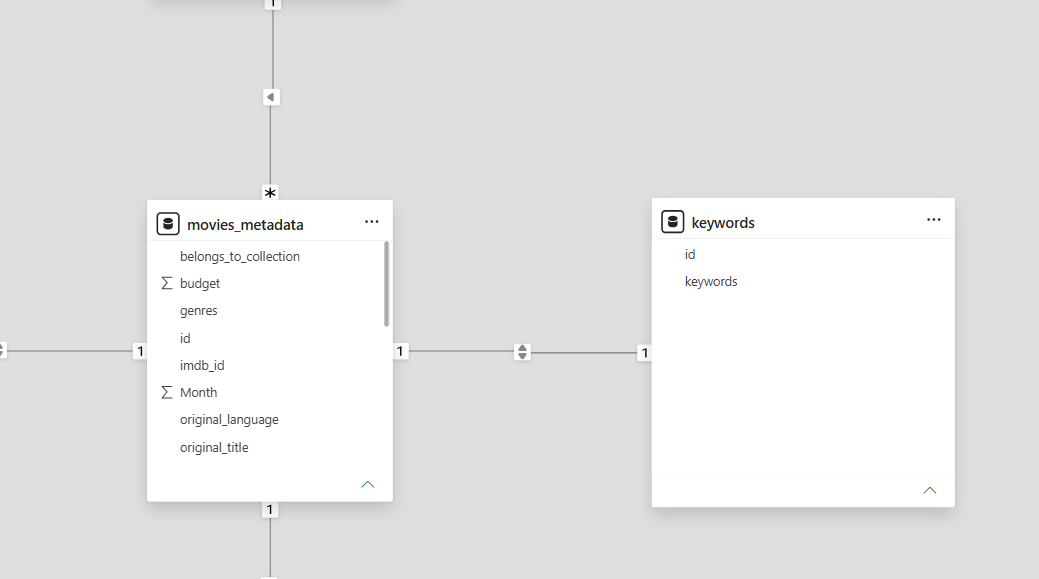 1
*
movies_metadata ...
keywords ...
belongs_to_collection
id
Σ budget
keywords
genres
id
1
1
1
imdb_id
Σ Month
original_language
original_title
1